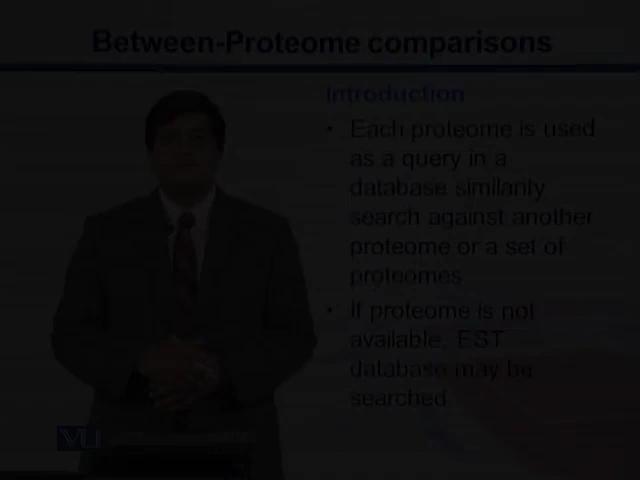 Between-Proteome comparisons
Introduction
• Each proteome is used
as a query in a
database similarity
search against another
proteome or a set of
proteomes
• If proteome is not
available, EST
database may be
searched
VU